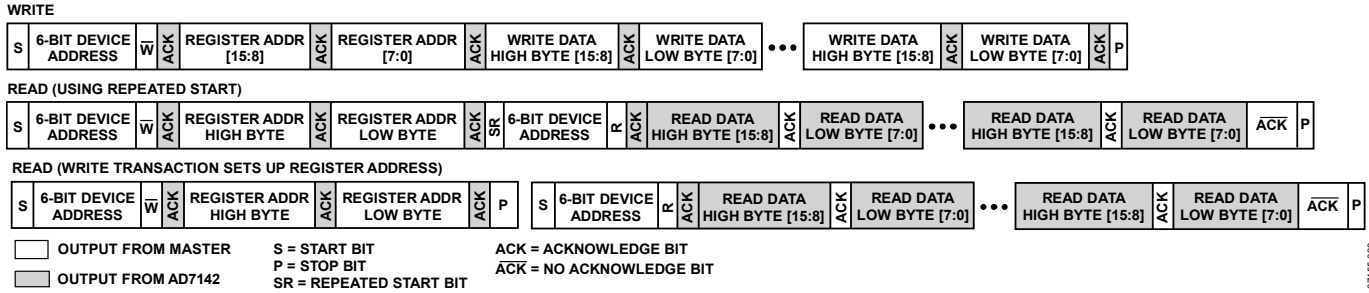 WRITE
S 6-BIT DEVICE ADDRESS W̅ ACK REGISTER ADDR [15:8] ACK REGISTER ADDR [7:0] ACK WRITE DATA HIGH BYTE [15:8] ACK WRITE DATA LOW BYTE [7:0] ••• WRITE DATA HIGH BYTE [15:8] ACK WRITE DATA LOW BYTE [7:0] ACK P
READ (USING REPEATED START)
S 6-BIT DEVICE ADDRESS W̅ ACK REGISTER ADDR HIGH BYTE ACK REGISTER ADDR LOW BYTE ACK SR 6-BIT DEVICE ADDRESS R ACK READ DATA HIGH BYTE [15:8] ACK READ DATA LOW BYTE [7:0] ••• READ DATA HIGH BYTE [15:8] ACK READ DATA LOW BYTE [7:0] A̅C̅K̅ P
READ (WRITE TRANSACTION SETS UP REGISTER ADDRESS)
S 6-BIT DEVICE ADDRESS W̅ ACK REGISTER ADDR HIGH BYTE ACK REGISTER ADDR LOW BYTE ACK P S 6-BIT DEVICE ADDRESS R ACK READ DATA HIGH BYTE [15:8] ACK READ DATA LOW BYTE [7:0] ••• READ DATA HIGH BYTE [15:8] ACK READ DATA LOW BYTE [7:0] A̅C̅K̅ P
OUTPUT FROM MASTER S = START BIT ACK = ACKNOWLEDGE BIT
P = STOP BIT A̅C̅K̅ = NO ACKNOWLEDGE BIT
OUTPUT FROM AD7142 SR = REPEATED START BIT